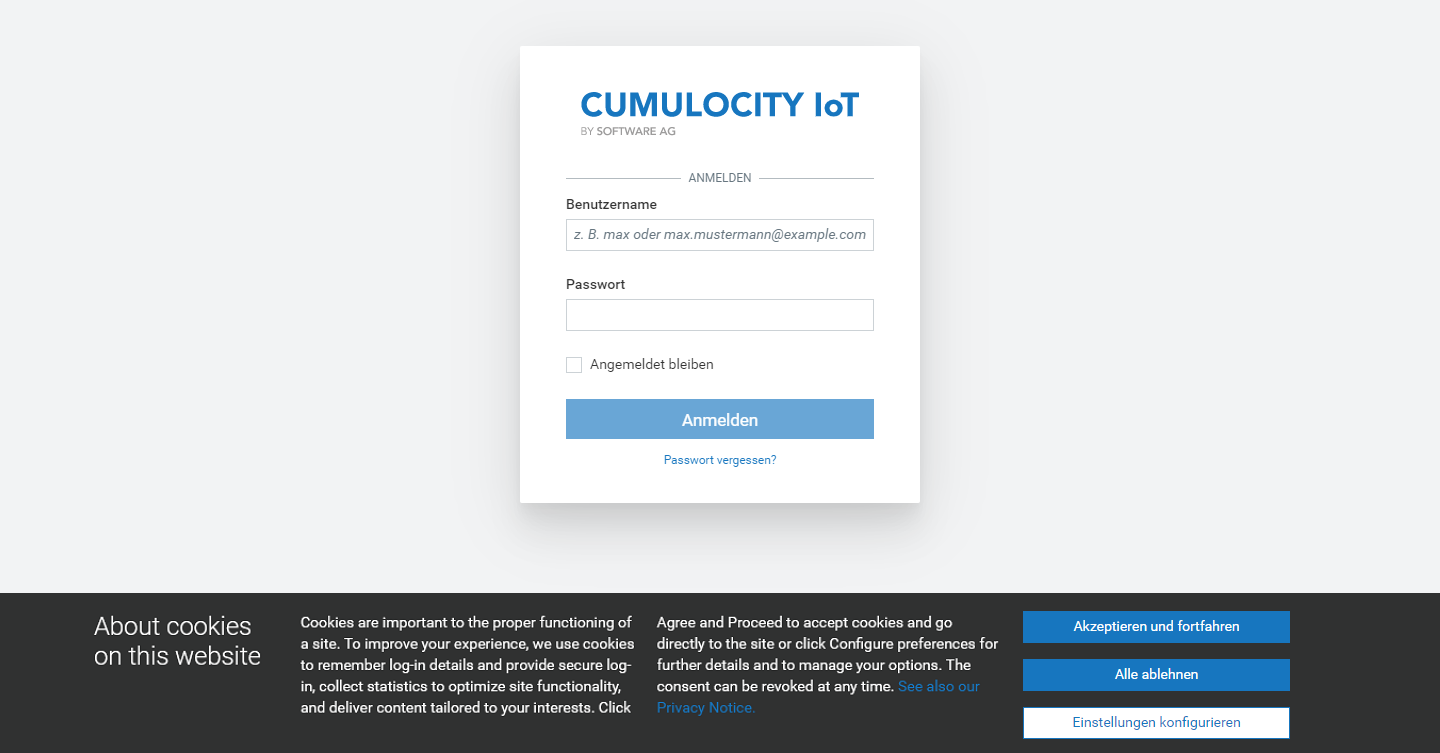 CUMULOCITY IoT
BY SOFTWARE AG
ANMELDEN
Benutzername
z. B. max oder max.mustermann@example.com
Passwort
Angemeldet bleiben
Anmelden
Passwort vergessen?
About cookies
on this website
Cookies are important to the proper functioning of
a site. To improve your experience, we use cookies
to remember log-in details and provide secure log-
in, collect statistics to optimize site functionality,
and deliver content tailored to your interests. Click
Agree and Proceed to accept cookies and go
directly to the site or click Configure preferences for
further details and to manage your options. The
consent can be revoked at any time. See also our
Privacy Notice.
Akzeptieren und fortfahren
Alle ablehnen
Einstellungen konfigurieren